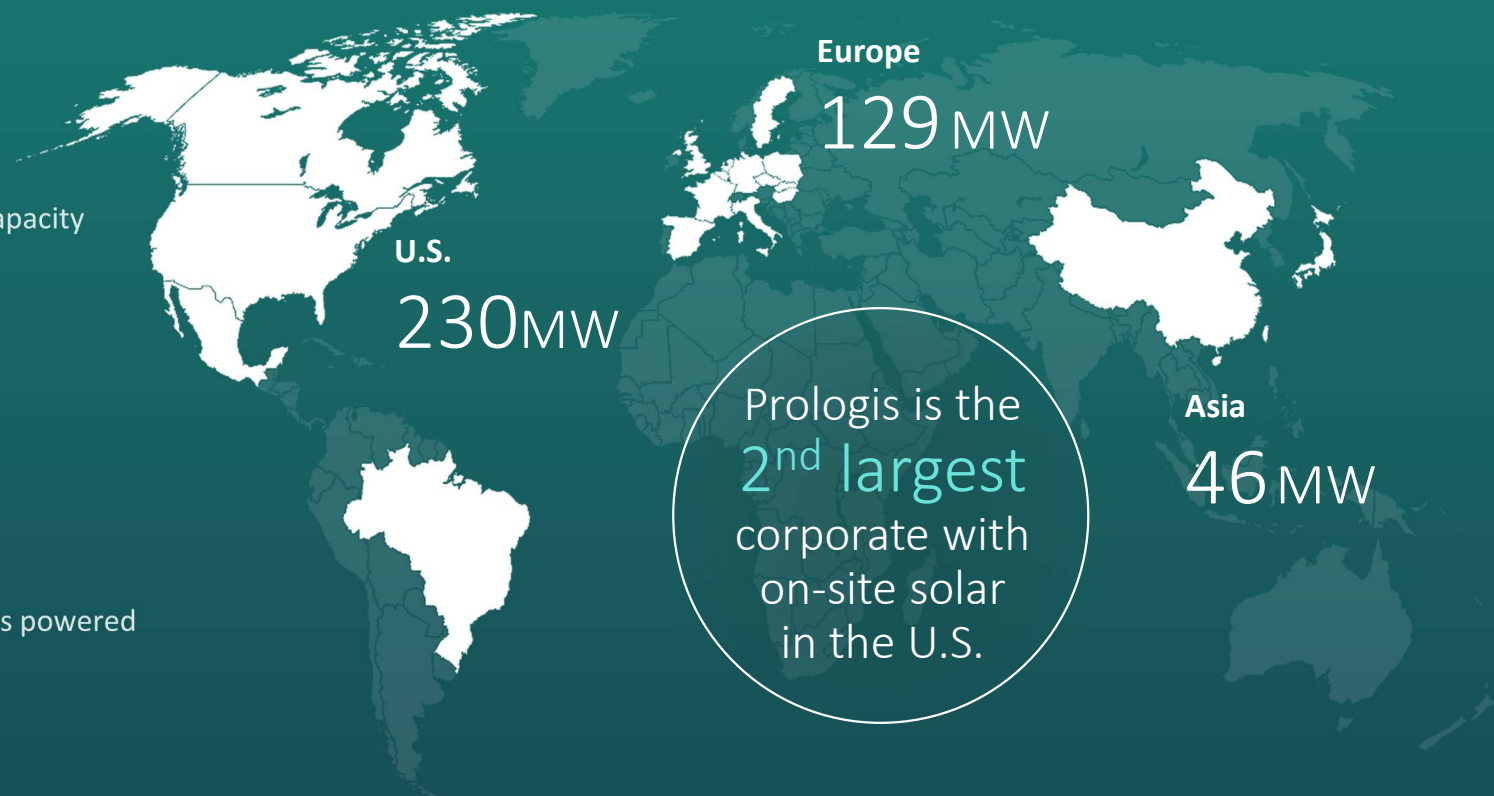 Europe
129 MW
apacity
U.S.
230MW
Prologis is the
2nd largest
corporate with
on-site solar
in the U.S.
Asia
46 MW
s powered